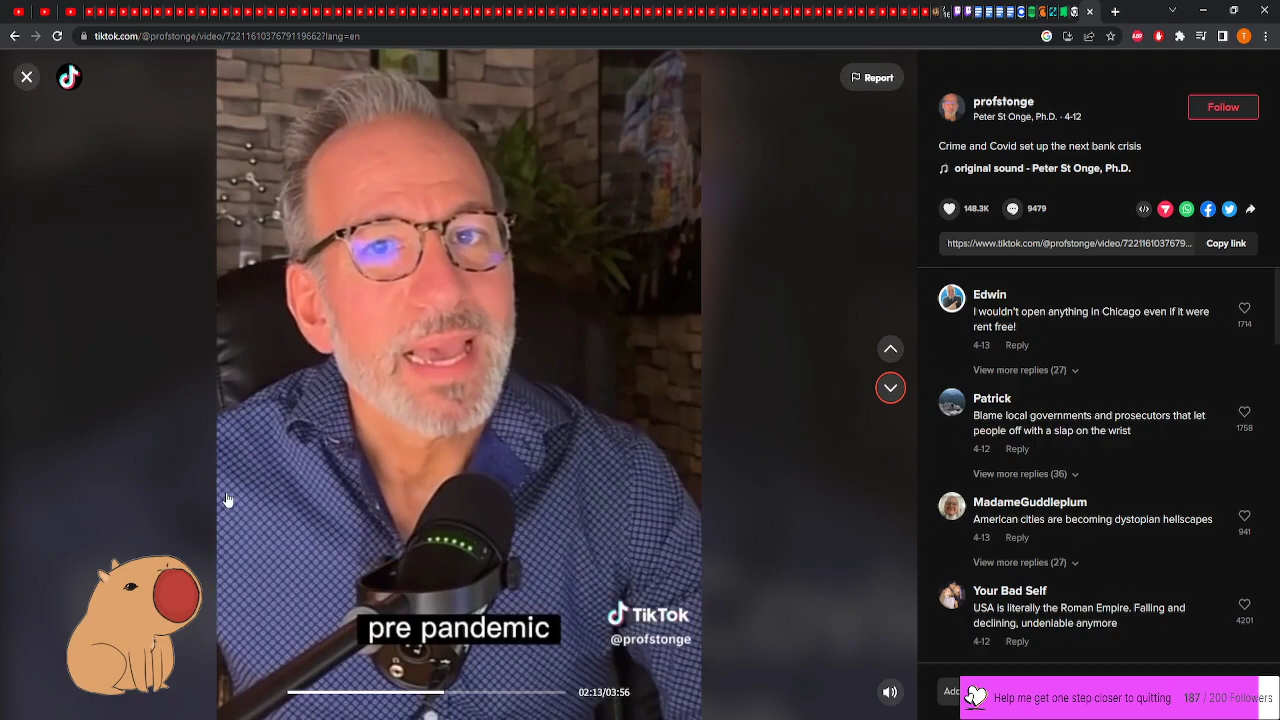 tiktok.com/@profstonge/video/7221161037679119662?lang=en
Report
profstonge
Peter St Onge, Ph.D. · 4-12
Follow
Crime and Covid set up the next bank crisis
original sound - Peter St Onge, Ph.D.
148.3K
9479
https://www.tiktok.com/@profstonge/video/7221161037679...
Copy link
Edwin
I wouldn't open anything in Chicago even if it were
rent free!
1714
4-13 Reply
View more replies (27)
Patrick
Blame local governments and prosecutors that let
people off with a slap on the wrist
1758
4-12 Reply
View more replies (36)
MadameGuddleplum
American cities are becoming dystoplan hellscapes
941
4-13 Reply
View more replies (27)
Your Bad Self
USA is literally the Roman Empire. Falling and
declining, undeniably anymore
4201
4-12 Reply
pre pandemic
TikTok
@profstonge
02:13/03:56
Add
Help me get one step closer to quitting 187 / 200 Followers
T